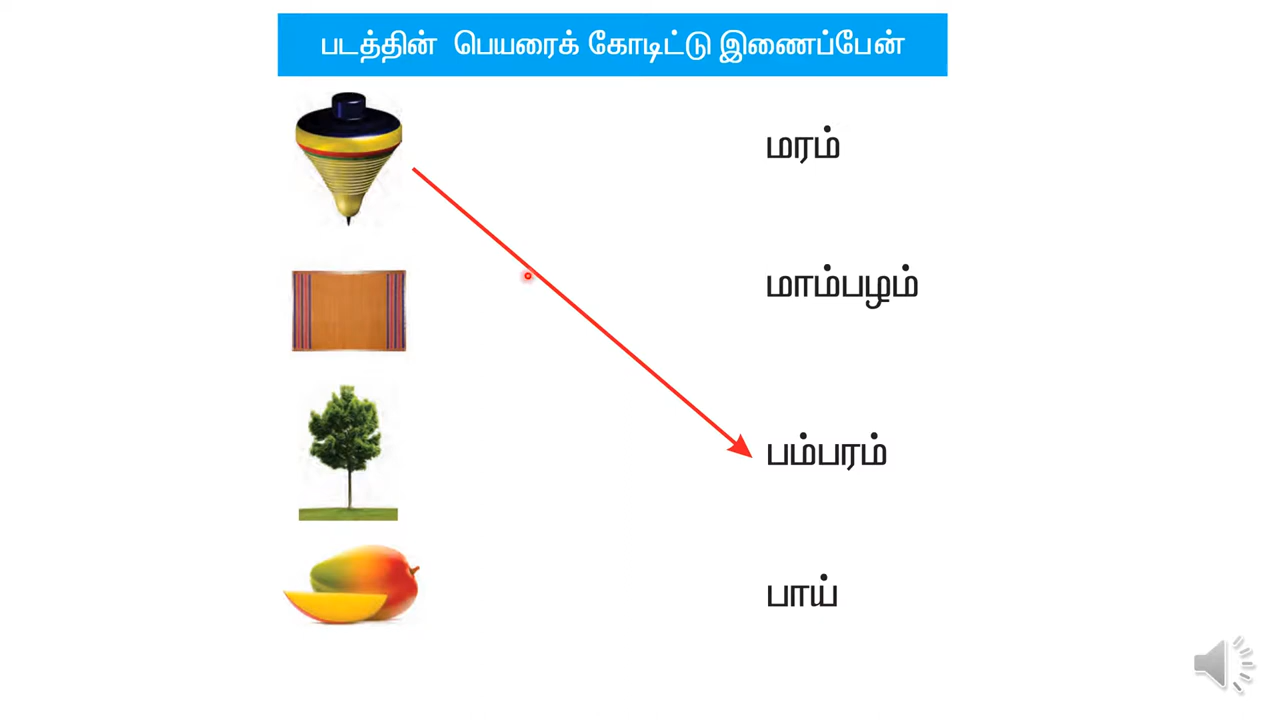 படத்தின் பெயரைக் கோடிட்டு இணைப்பேன்
மரம்
மாம்பழம்
பம்பரம்
பாய்